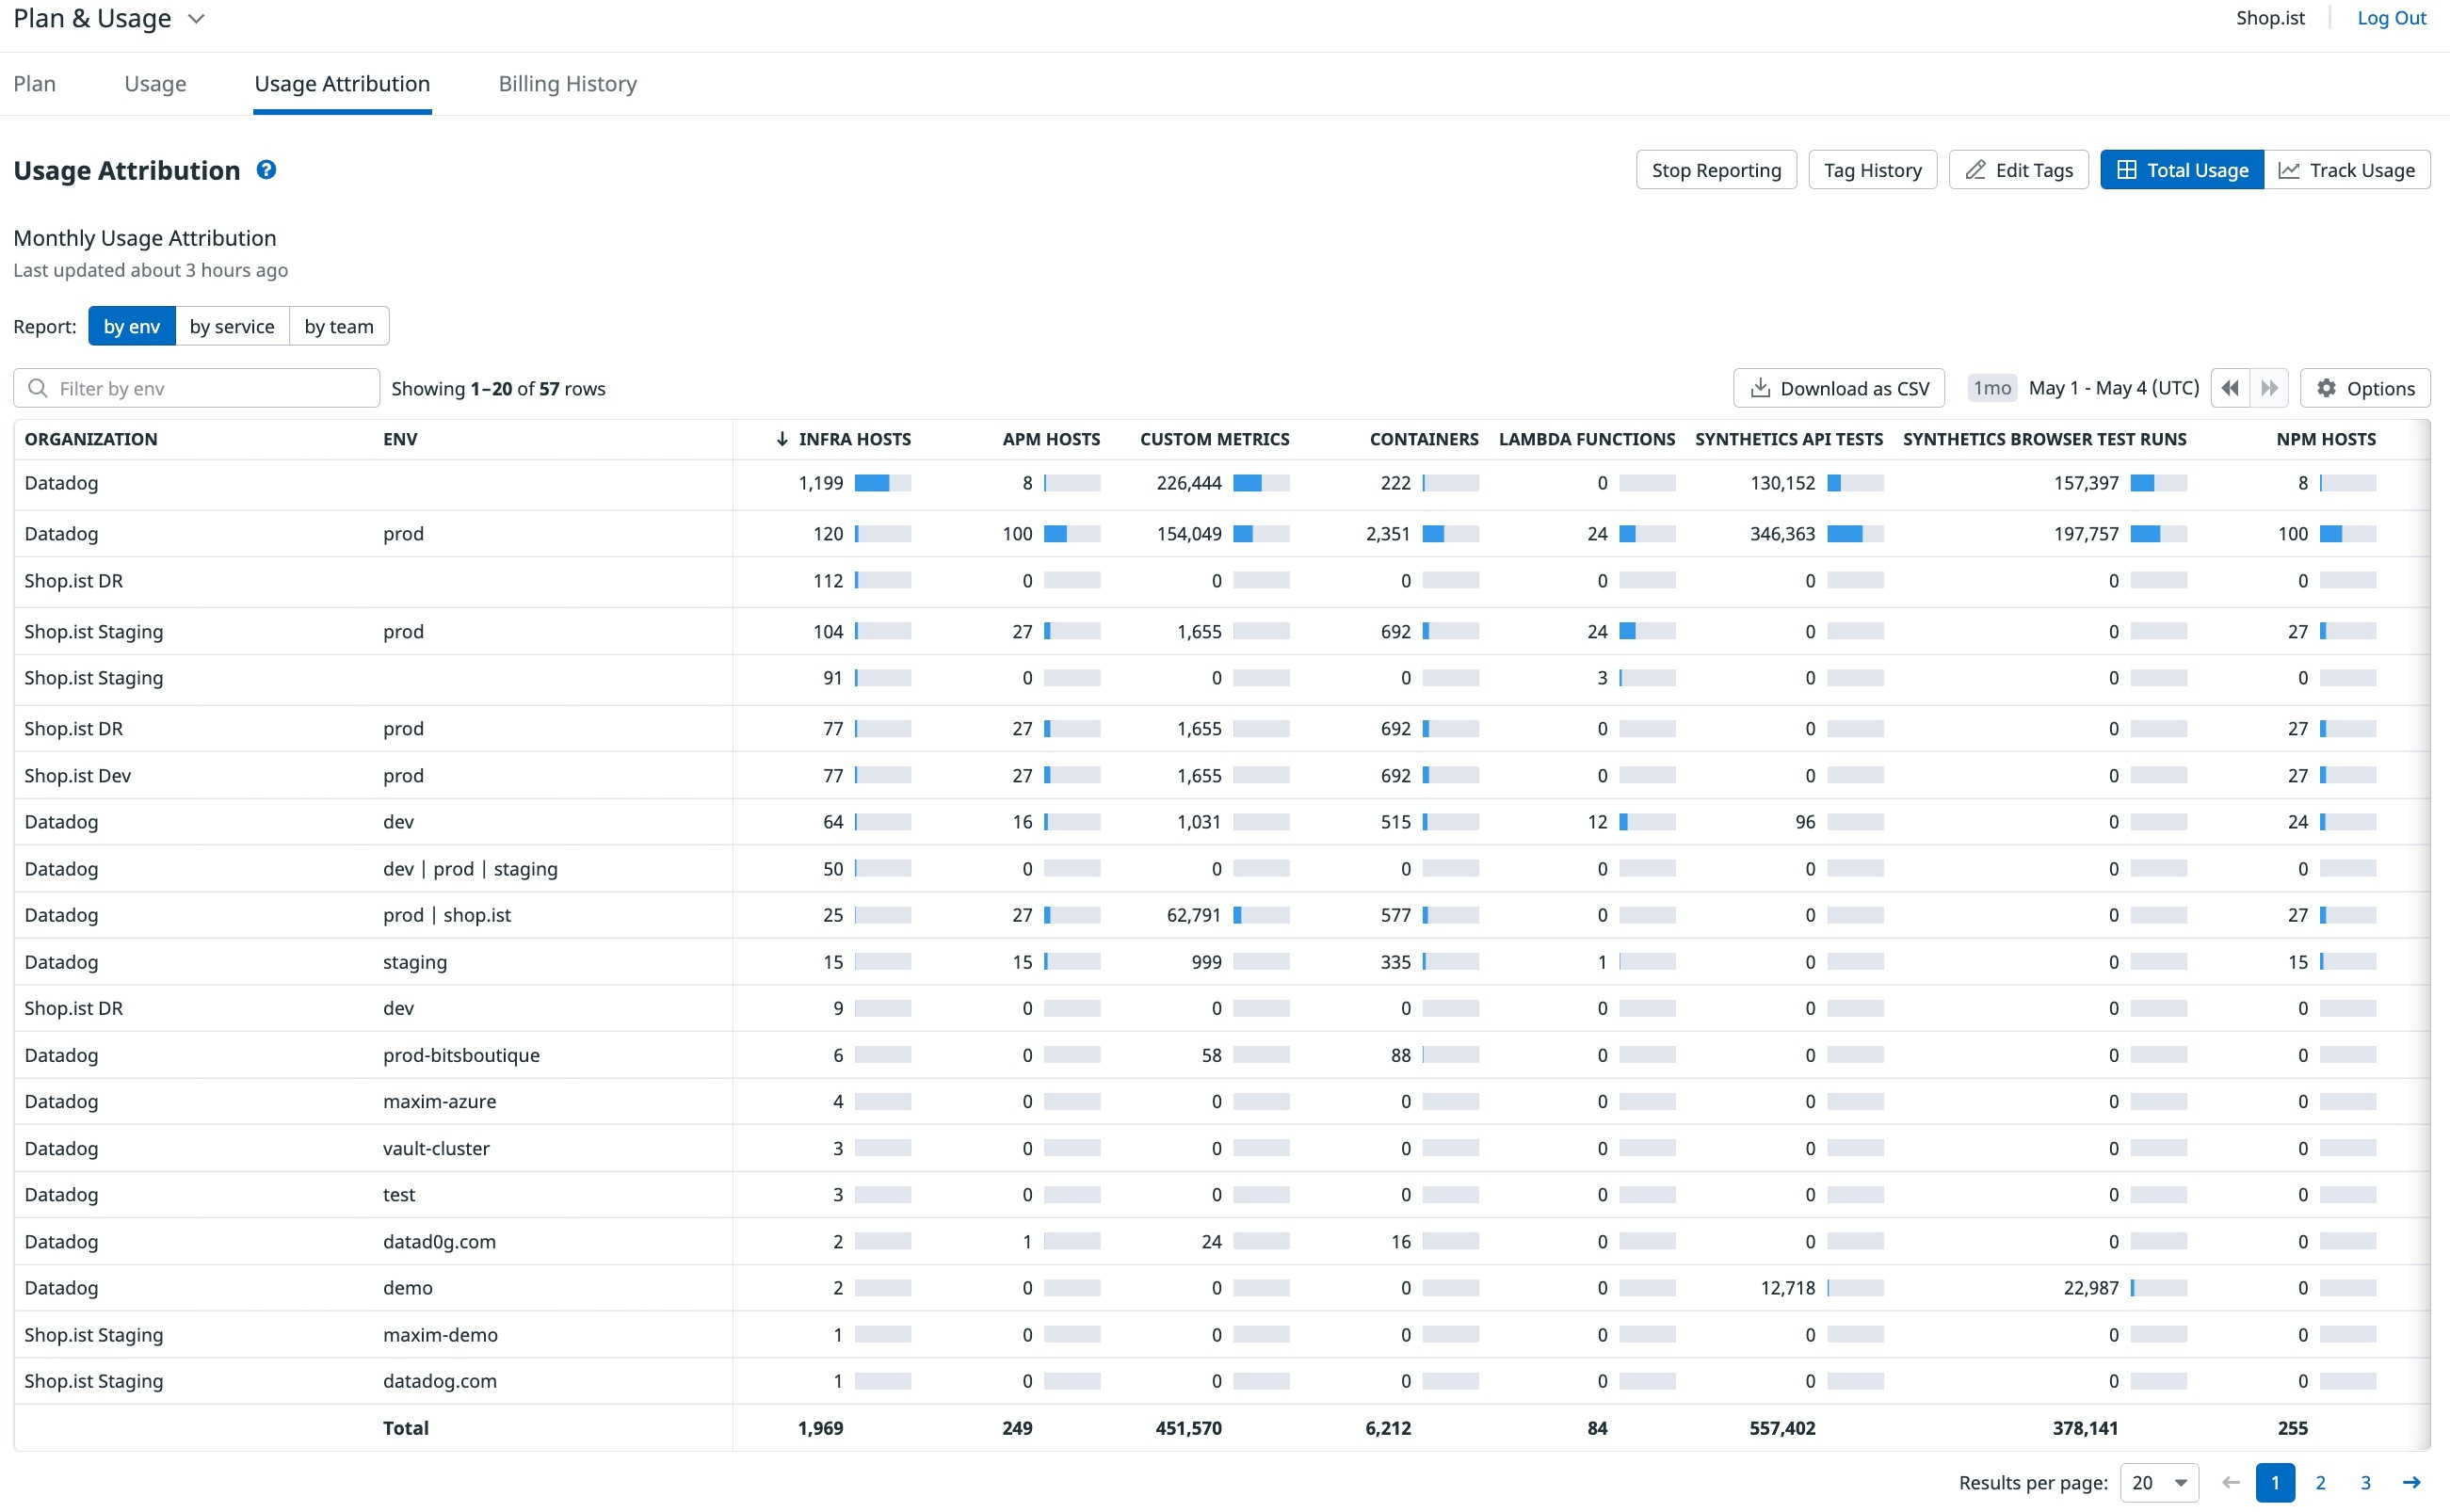 Plan & Usage
Shop.ist Log Out
Plan Usage Usage Attribution Billing History
Usage Attribution ? Stop Reporting Tag History Edit Tags Total Usage Track Usage
Monthly Usage Attribution
Last updated about 3 hours ago
Report: by env by service by team
Filter by env Showing 1–20 of 57 rows Download as CSV 1mo May 1 - May 4 (UTC) Options
ORGANIZATION ENV INFRA HOSTS APM HOSTS CUSTOM METRICS CONTAINERS LAMBDA FUNCTIONS SYNTHETICS API TESTS SYNTHETICS BROWSER TEST RUNS NPM HOSTS
Datadog 1,199 8 226,444 222 0 130,152 157,397 8
Datadog prod 120 100 154,049 2,351 24 346,363 197,757 100
Shop.ist DR 112 0 0 0 0 0 0 0
Shop.ist Staging prod 104 27 1,655 692 24 0 0 27
Shop.ist Staging 91 0 0 0 3 0 0 0
Shop.ist DR prod 77 27 1,655 692 0 0 0 27
Shop.ist Dev prod 77 27 1,655 692 0 0 0 27
Datadog dev 64 16 1,031 515 12 96 0 24
Datadog dev | prod | staging 50 0 0 0 0 0 0 0
Datadog prod | shop.ist 25 27 62,791 577 0 0 0 27
Datadog staging 15 15 999 335 1 0 0 15
Shop.ist DR dev 9 0 0 0 0 0 0 0
Datadog prod-bitsboutique 6 0 58 88 0 0 0 0
Datadog maxim-azure 4 0 0 0 0 0 0 0
Datadog vault-cluster 3 0 0 0 0 0 0 0
Datadog test 3 0 0 0 0 0 0 0
Datadog datad0g.com 2 1 24 16 0 0 0 0
Datadog demo 2 0 0 0 0 12,718 22,987 0
Shop.ist Staging maxim-demo 1 0 0 0 0 0 0 0
Shop.ist Staging datadog.com 1 0 0 0 0 0 0 0
Total 1,969 249 451,570 6,212 84 557,402 378,141 255
Results per page: 20 1 2 3